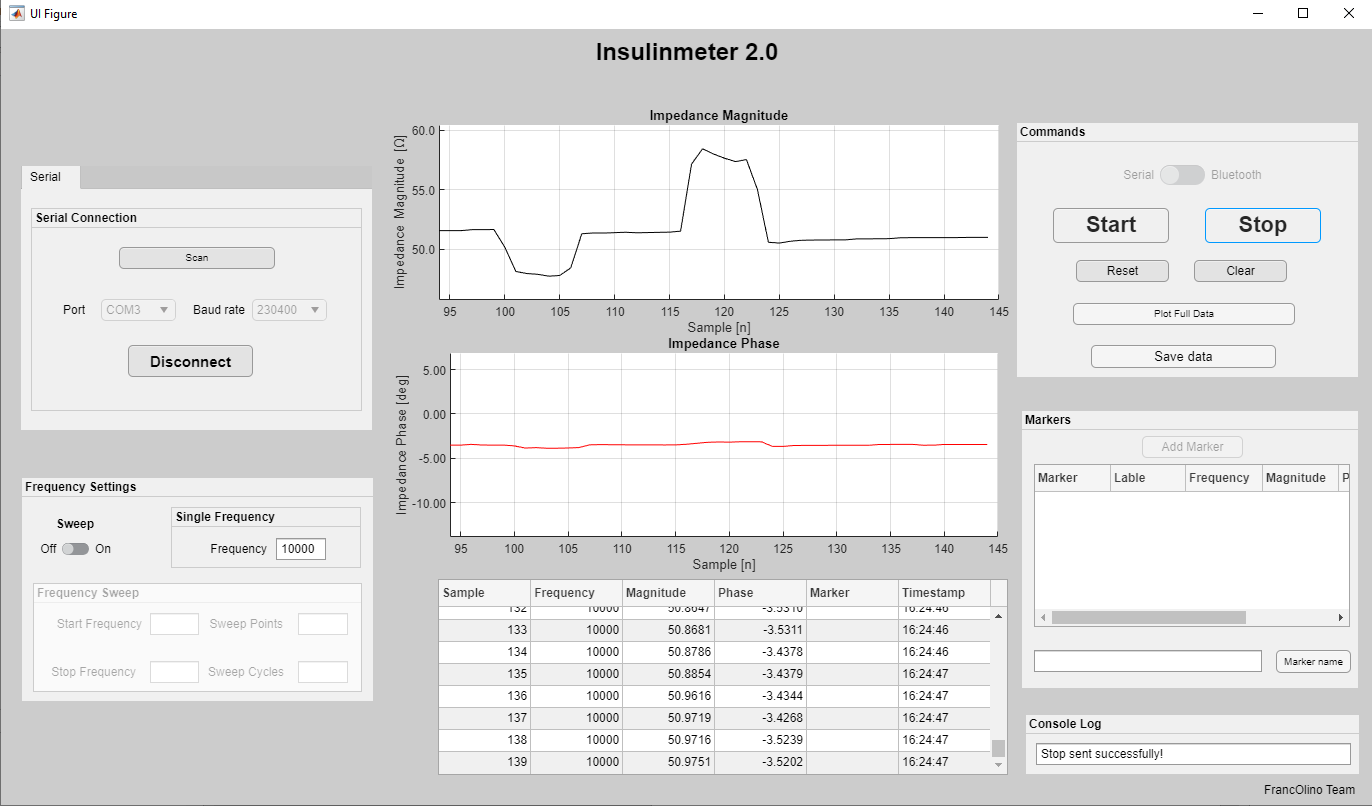 UI Figure
Insulinmeter 2.0
Serial
Serial Connection
Scan
Port COM3 Baud rate 230400
Disconnect
Frequency Settings
Sweep
Off On
Single Frequency
Frequency 10000
Frequency Sweep
Start Frequency Sweep Points
Stop Frequency Sweep Cycles
Impedance Magnitude
Impedance Magnitude [Ω]
60.0
55.0
50.0
95 100 105 110 115 120 125 130 135 140 145
Sample [n]
Impedance Phase
Impedance Phase [deg]
5.00
0.00
-5.00
-10.00
95 100 105 110 115 120 125 130 135 140 145
Sample [n]
Sample Frequency Magnitude Phase Marker Timestamp
132 10000 50.8647 -3.5310 16:24:46
133 10000 50.8681 -3.5311 16:24:46
134 10000 50.8786 -3.4378 16:24:46
135 10000 50.8854 -3.4379 16:24:47
136 10000 50.9616 -3.4344 16:24:47
137 10000 50.9719 -3.4268 16:24:47
138 10000 50.9716 -3.5239 16:24:47
139 10000 50.9751 -3.5202 16:24:47
Commands
Serial Bluetooth
Start Stop
Reset Clear
Plot Full Data
Save data
Markers
Add Marker
Marker Lable Frequency Magnitude P
Marker name
Console Log
Stop sent successfully!
FrancOlino Team